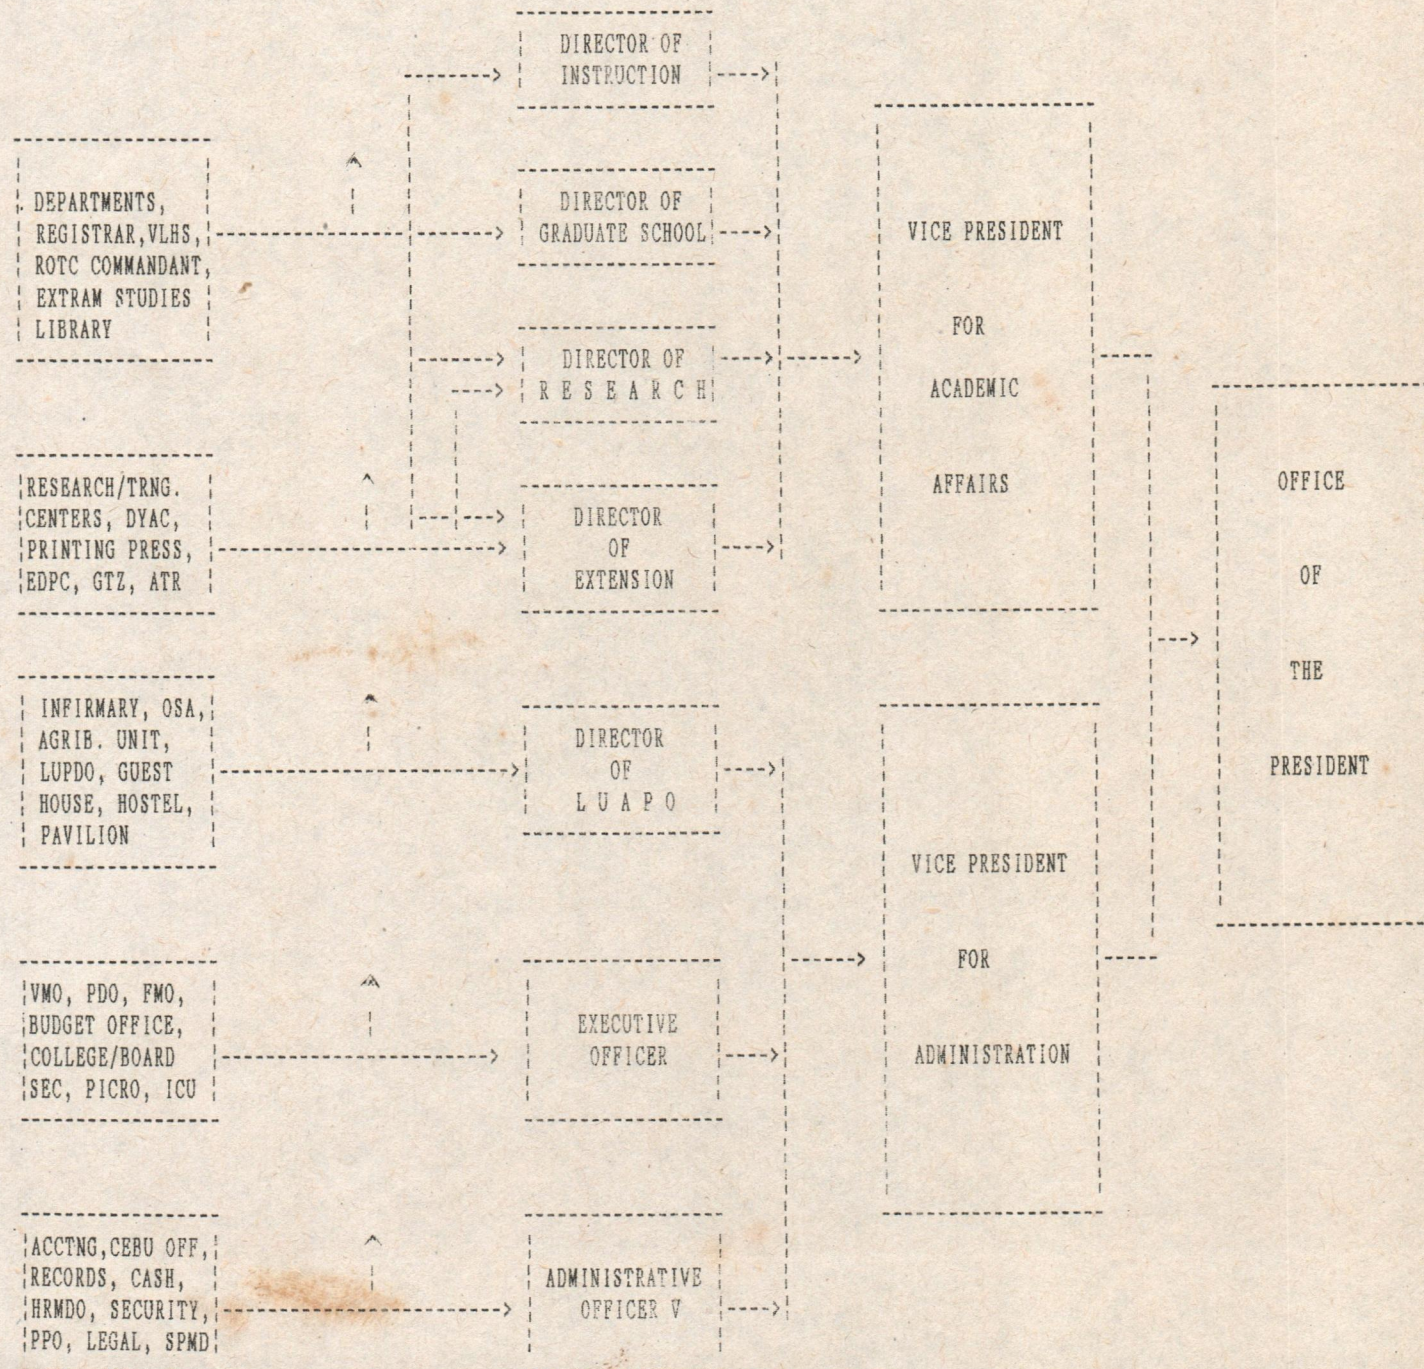 DIRECTOR OF
INSTRUCTION
DEPARTMENTS,
REGISTRAR,VLHS,
ROTC COMMANDANT,
EXTRAM STUDIES
LIBRARY
DIRECTOR OF
GRADUATE SCHOOL
DIRECTOR OF
R E S E A R C H
RESEARCH/TRNG.
CENTERS, DYAC,
PRINTING PRESS,
EDPC, GTZ, ATR
DIRECTOR
OF
EXTENSION
VICE PRESIDENT
FOR
ACADEMIC
AFFAIRS
INFIRMARY, OSA,
AGRIB. UNIT,
LUPDO, GUEST
HOUSE, HOSTEL,
PAVILION
DIRECTOR
OF
L U A P O
VMO, PDO, FMO,
BUDGET OFFICE,
COLLEGE/BOARD
SEC, PICRO, ICU
EXECUTIVE
OFFICER
ACCTNG,CEBU OFF,
RECORDS, CASH,
HRMDO, SECURITY,
PPO, LEGAL, SPMD
ADMINISTRATIVE
OFFICER V
VICE PRESIDENT
FOR
ADMINISTRATION
OFFICE
OF
THE
PRESIDENT